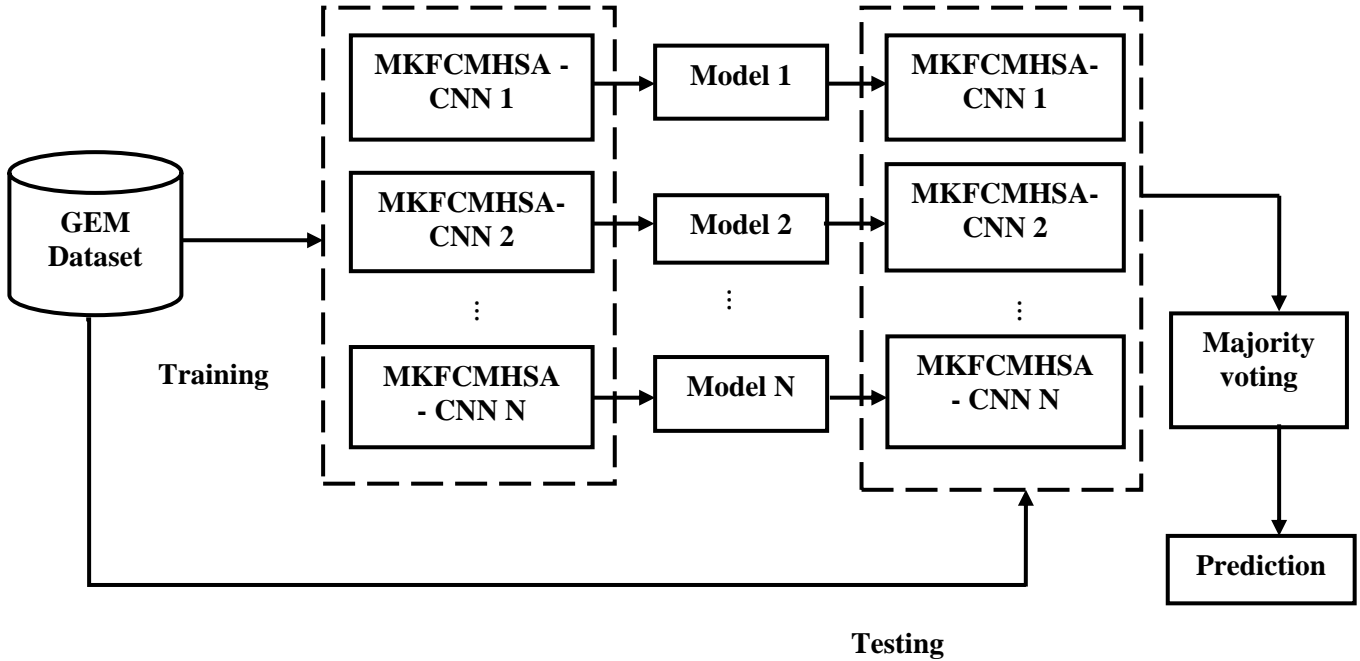 GEM
Dataset
Training
MKFCMHSA -
CNN 1
MKFCMHSA-
CNN 2
...
MKFCMHSA
- CNN N
Model 1
Model 2
...
Model N
MKFCMHSA-
CNN 1
MKFCMHSA-
CNN 2
...
MKFCMHSA
- CNN N
Majority
voting
Prediction
Testing